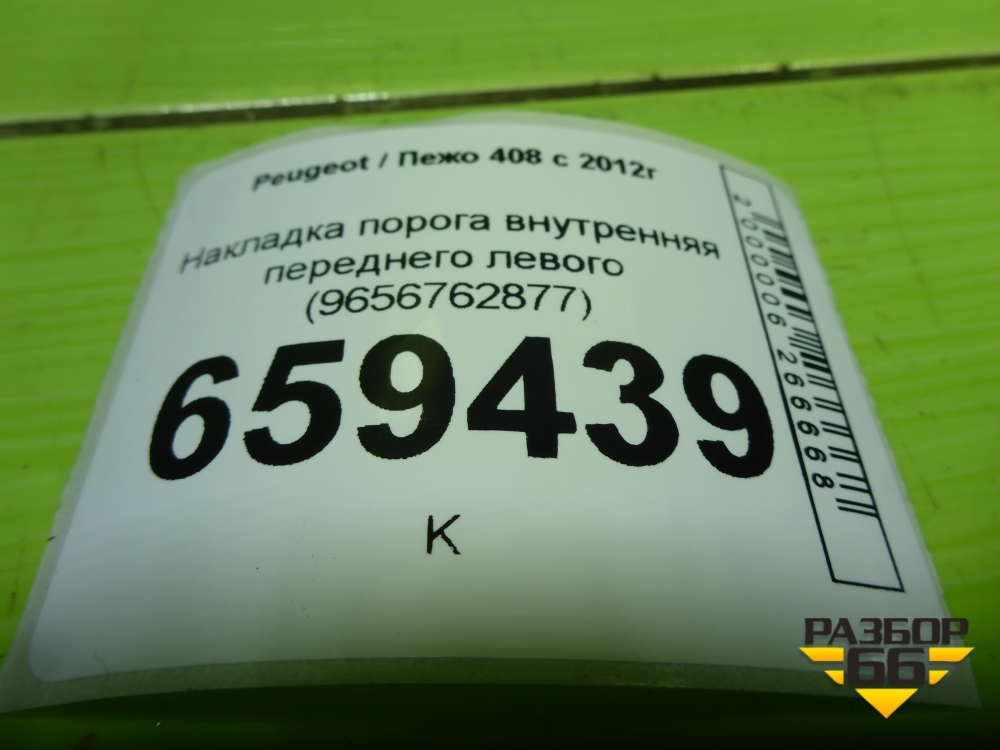 Peugeot / Пежо 408 с 2012г
Накладка порога внутренняя
переднего левого
(9656762877)
659439
К
2000006266668
РАЗБОР
66